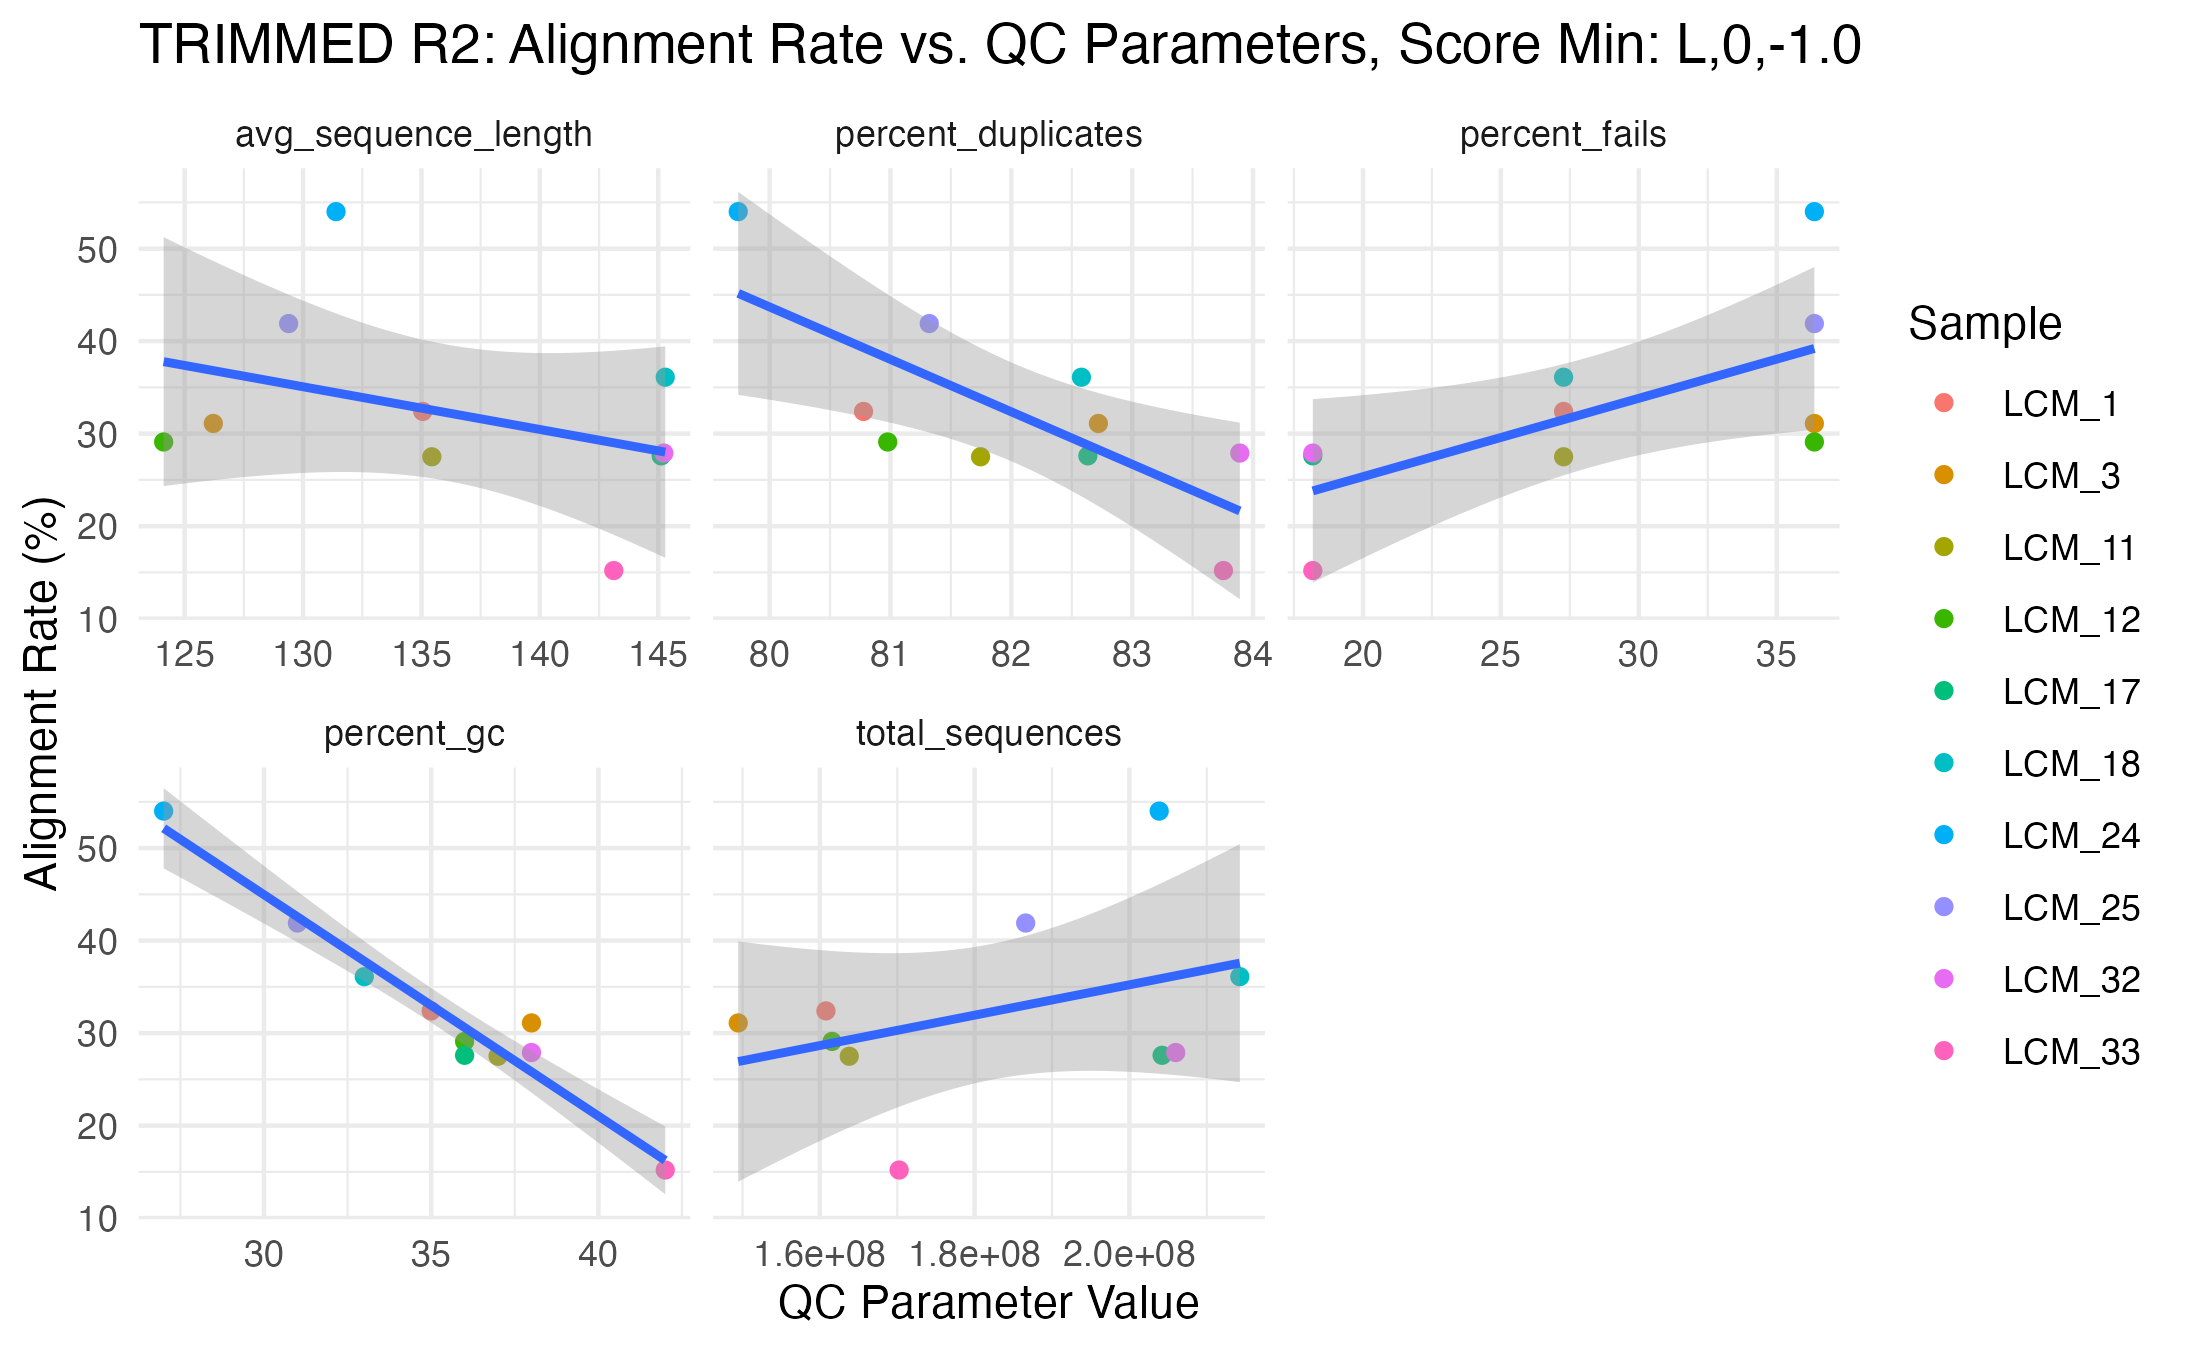 TRIMMED R2: Alignment Rate vs. QC Parameters, Score Min: L,0,-1.0
avg_sequence_length
percent_duplicates
percent_fails
50
40
30
20
10
125 130 135 140 145
80 81 82 83 84
20 25 30 35
percent_gc
total_sequences
50
40
30
20
10
30 35 40
1.6e+08 1.8e+08 2.0e+08
QC Parameter Value
Alignment Rate (%)
Sample
LCM_1
LCM_3
LCM_11
LCM_12
LCM_17
LCM_18
LCM_24
LCM_25
LCM_32
LCM_33